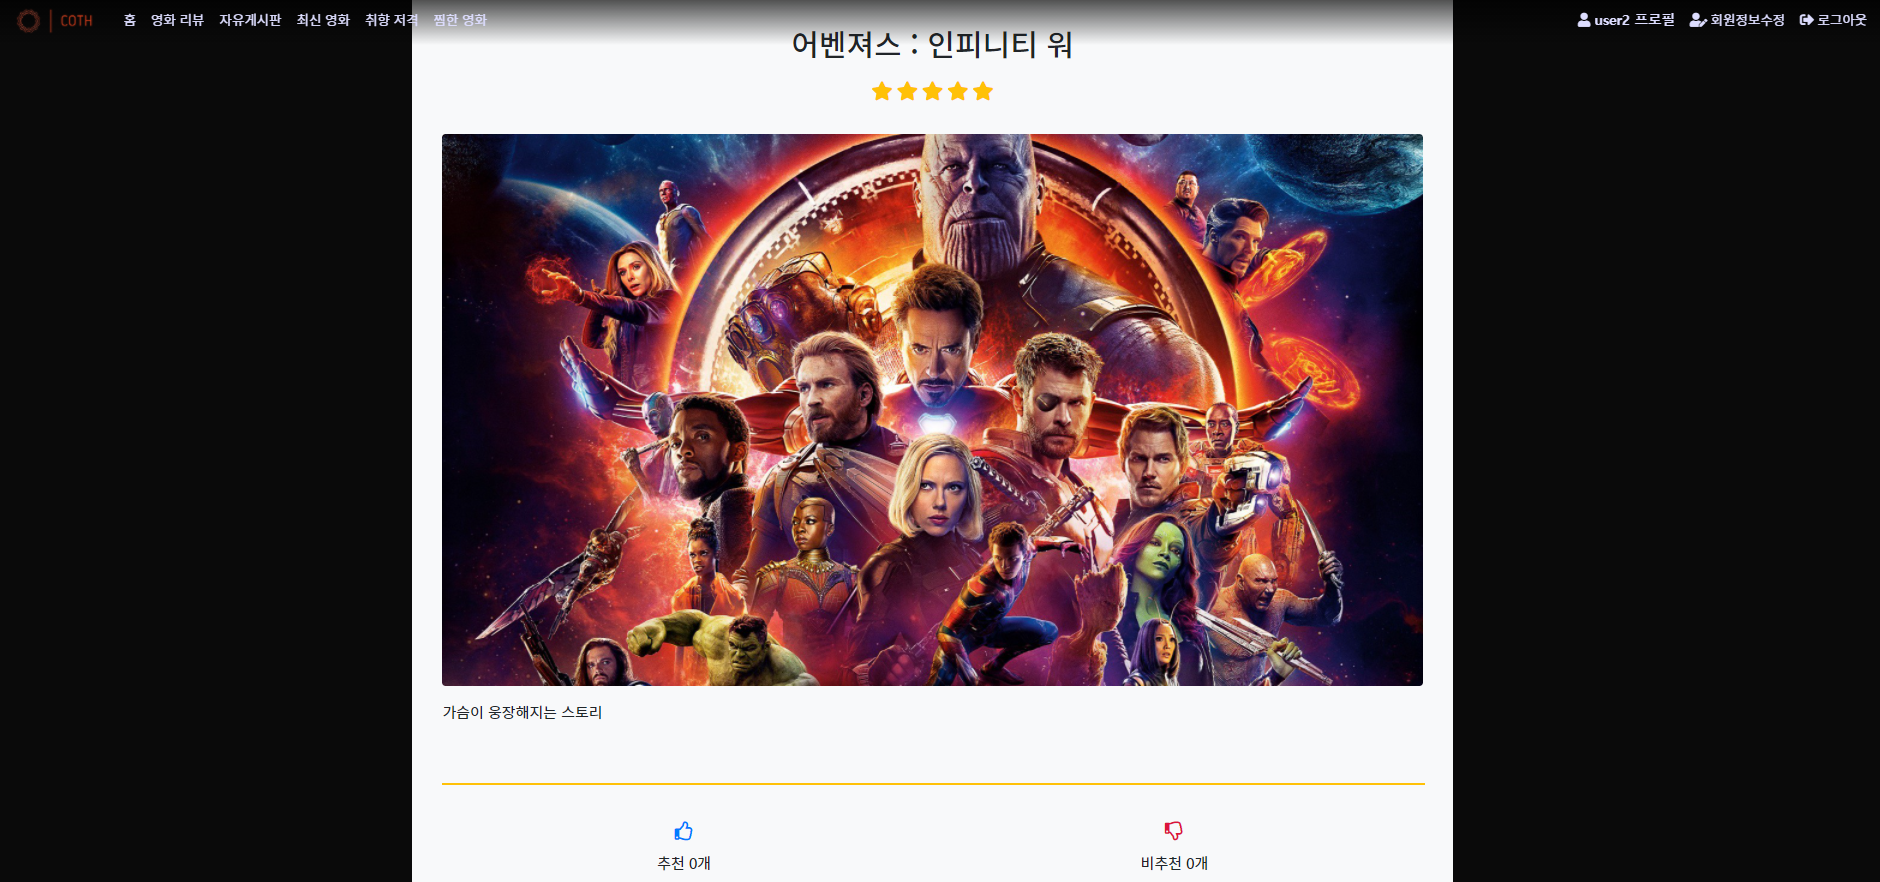 COTH 홈 영화 리뷰 자유게시판 최신 영화 취향 저격 찜한 영화 user2 프로필 회원정보수정 로그아웃
어벤져스 : 인피니티 워
가슴이 웅장해지는 스토리
추천 0개 비추천 0개